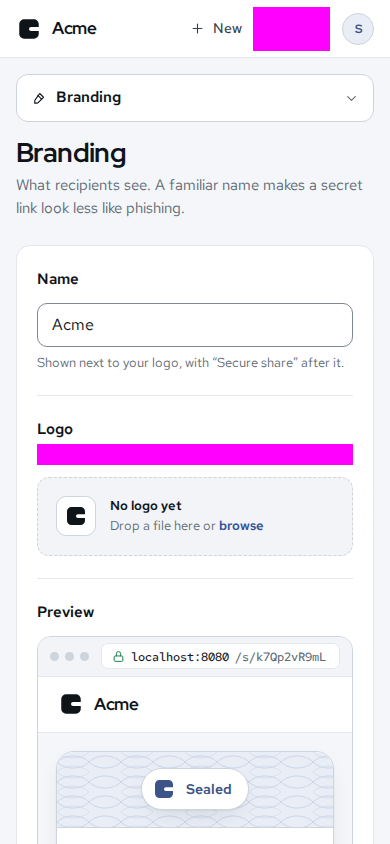 Acme
New
S
Branding
Branding
What recipients see. A familiar name makes a secret
link look less like phishing.
Name
Acme
Shown next to your logo, with “Secure share” after it.
Logo
No logo yet
Drop a file here or browse
Preview
localhost:8080 /s/k7Qp2vR9mL
Acme
Sealed